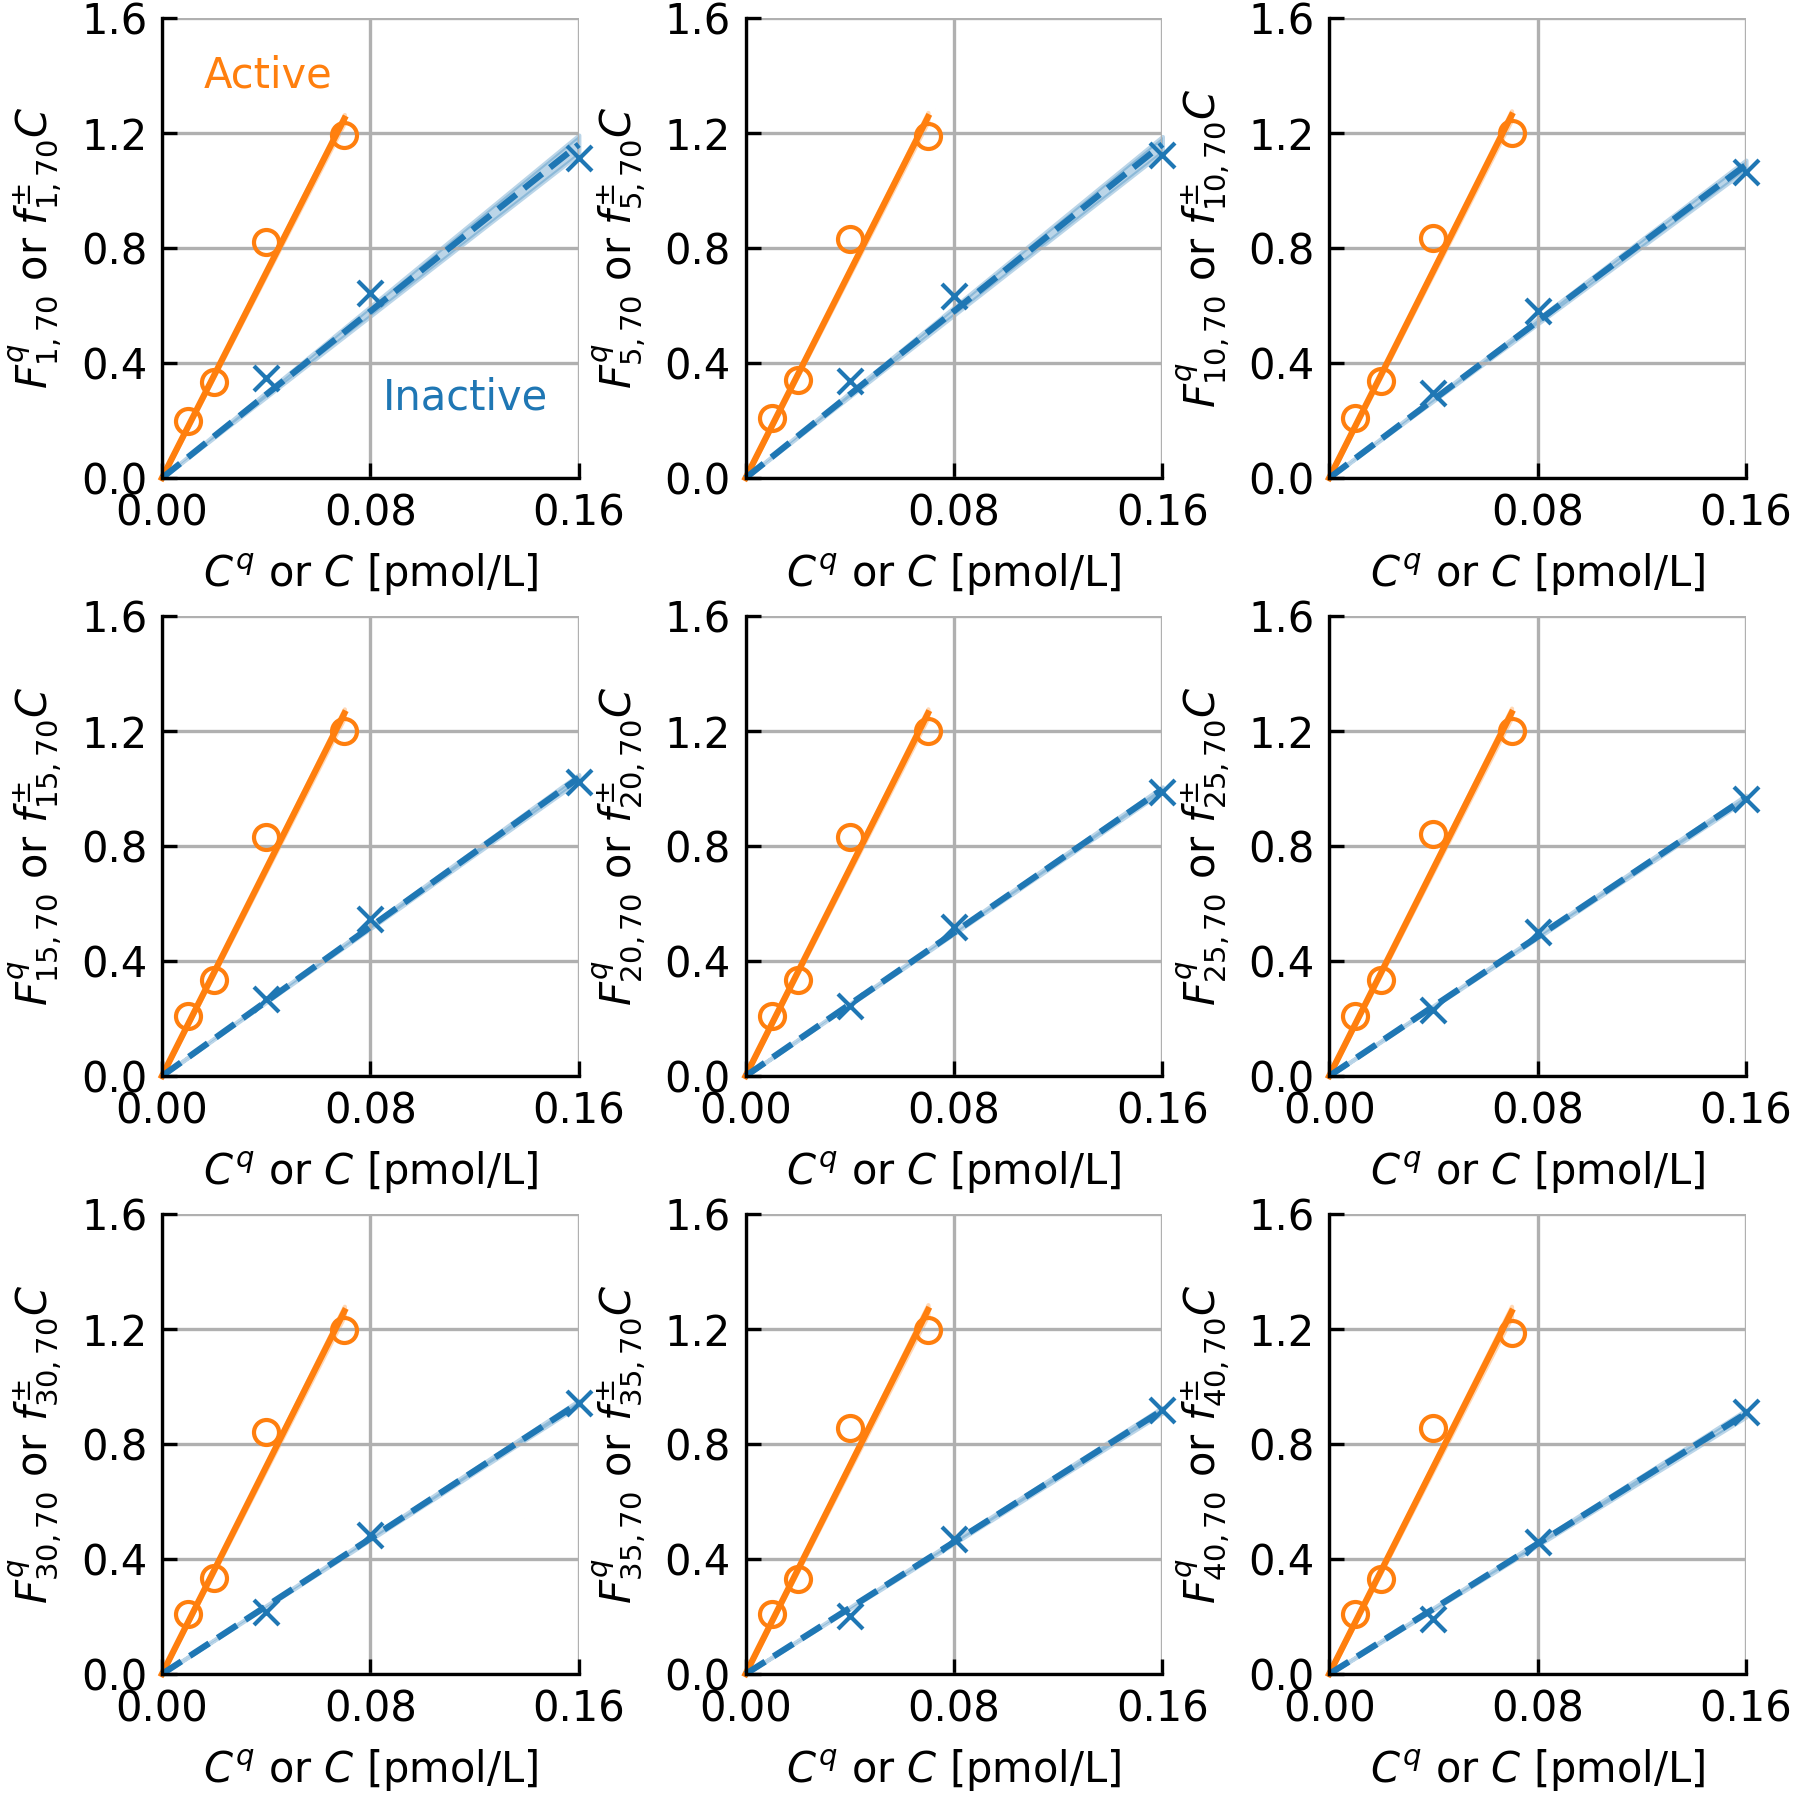 F^q_{1,70} or f^±_{1,70}C
1.6
1.2
0.8
0.4
0.0
Active
Inactive
0.00 0.08 0.16
C^q or C [pmol/L]
F^q_{5,70} or f^±_{5,70}C
1.6
1.2
0.8
0.4
0.0
0.08 0.16
C^q or C [pmol/L]
F^q_{10,70} or f^±_{10,70}C
1.6
1.2
0.8
0.4
0.0
0.08 0.16
C^q or C [pmol/L]
F^q_{15,70} or f^±_{15,70}C
1.6
1.2
0.8
0.4
0.0
0.00 0.08 0.16
C^q or C [pmol/L]
F^q_{20,70} or f^±_{20,70}C
1.6
1.2
0.8
0.4
0.0
0.00 0.08 0.16
C^q or C [pmol/L]
F^q_{25,70} or f^±_{25,70}C
1.6
1.2
0.8
0.4
0.0
0.00 0.08 0.16
C^q or C [pmol/L]
F^q_{30,70} or f^±_{30,70}C
1.6
1.2
0.8
0.4
0.0
0.00 0.08 0.16
C^q or C [pmol/L]
F^q_{35,70} or f^±_{35,70}C
1.6
1.2
0.8
0.4
0.0
0.00 0.08 0.16
C^q or C [pmol/L]
F^q_{40,70} or f^±_{40,70}C
1.6
1.2
0.8
0.4
0.0
0.00 0.08 0.16
C^q or C [pmol/L]